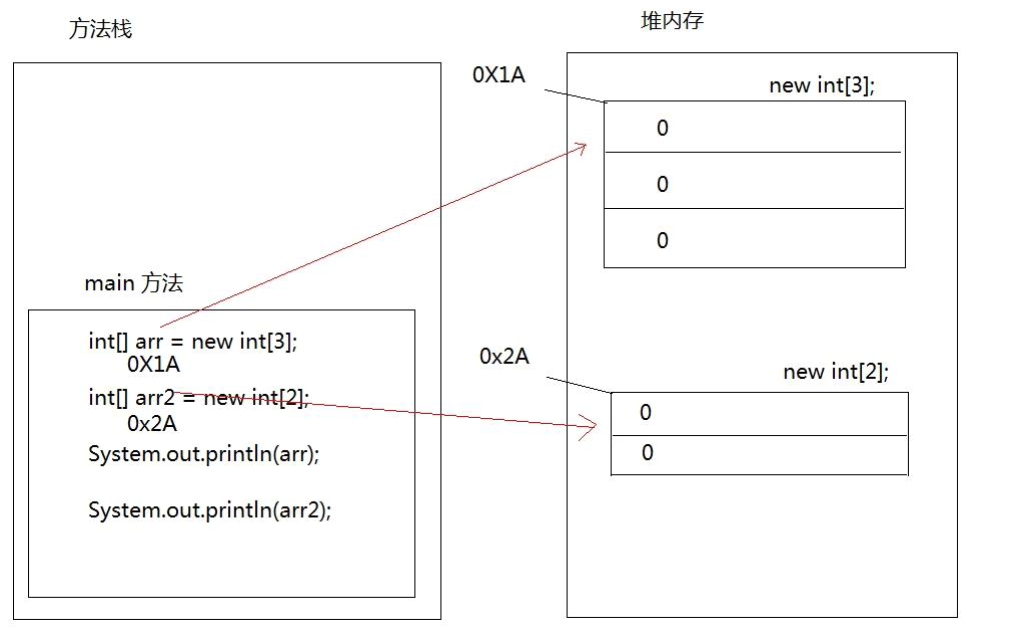 方法栈
main 方法
int[] arr = new int[3];
0X1A
int[] arr2 = new int[2];
0x2A
System.out.println(arr);
System.out.println(arr2);
堆内存
0X1A
new int[3];
0
0
0
0x2A
new int[2];
0
0